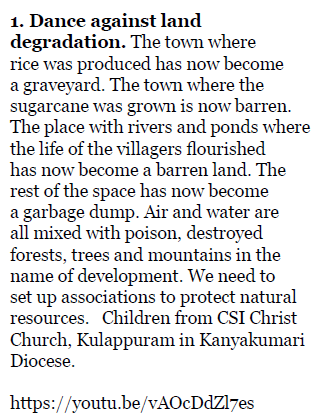 1. Dance against land
degradation. The town where
rice was produced has now become
a graveyard. The town where the
sugarcane was grown is now barren.
The place with rivers and ponds where
the life of the villagers flourished
has now become a barren land. The
rest of the space has now become
a garbage dump. Air and water are
all mixed with poison, destroyed
forests, trees and mountains in the
name of development. We need to
set up associations to protect natural
resources.   Children from CSI Christ
Church, Kulappuram in Kanyakumari
Diocese.
https://youtu.be/vAOcDdZl7es